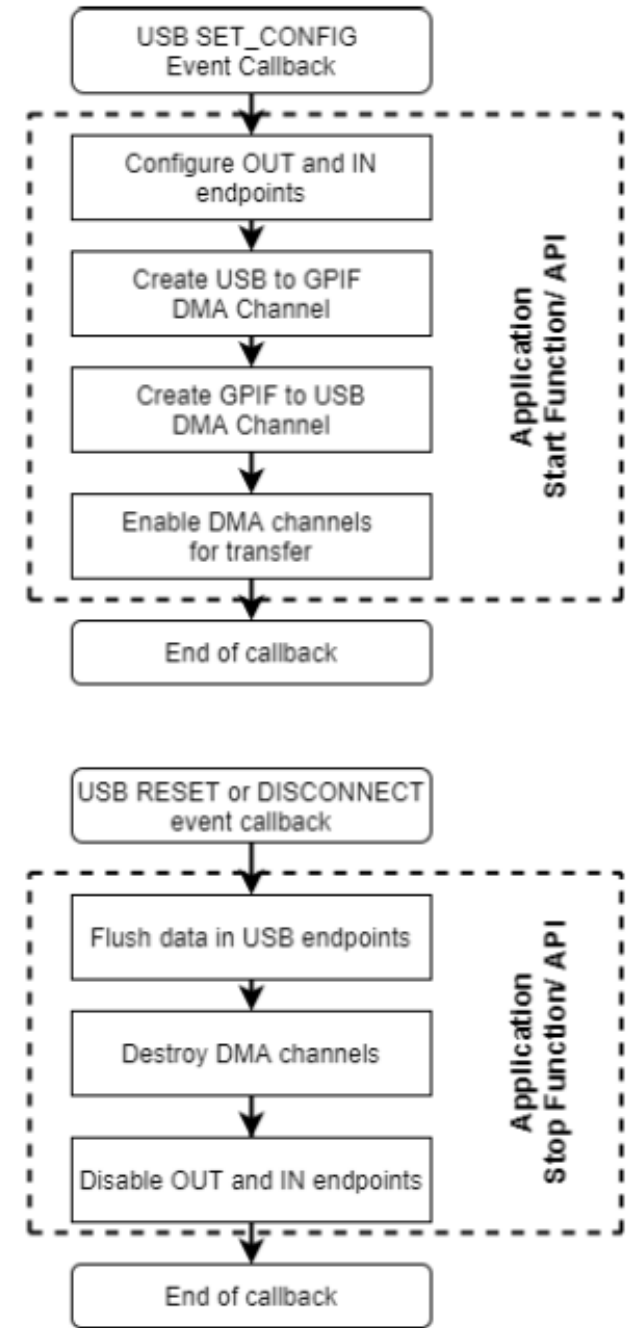 USB SET_CONFIG
Event Callback
Configure OUT and IN
endpoints
Create USB to GPIF
DMA Channel
Create GPIF to USB
DMA Channel
Enable DMA channels
for transfer
Application
Start Function/ API
End of callback
USB RESET or DISCONNECT
event callback
Flush data in USB endpoints
Destroy DMA channels
Disable OUT and IN endpoints
Application
Stop Function/ API
End of callback